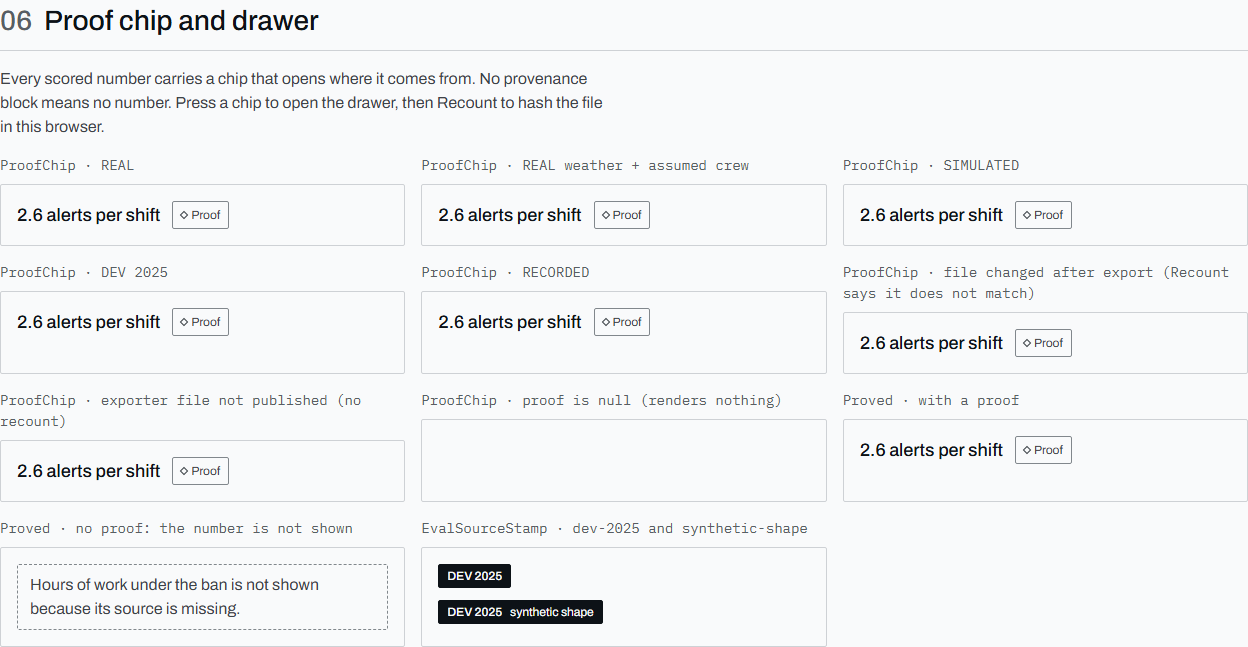 06 Proof chip and drawer
Every scored number carries a chip that opens where it comes from. No provenance
block means no number. Press a chip to open the drawer, then Recount to hash the file
in this browser.
ProofChip · REAL
2.6 alerts per shift ◇ Proof
ProofChip · REAL weather + assumed crew
2.6 alerts per shift ◇ Proof
ProofChip · SIMULATED
2.6 alerts per shift ◇ Proof
ProofChip · DEV 2025
2.6 alerts per shift ◇ Proof
ProofChip · RECORDED
2.6 alerts per shift ◇ Proof
ProofChip · file changed after export (Recount
says it does not match)
2.6 alerts per shift ◇ Proof
ProofChip · exporter file not published (no
recount)
2.6 alerts per shift ◇ Proof
ProofChip · proof is null (renders nothing)
Proved · with a proof
2.6 alerts per shift ◇ Proof
Proved · no proof: the number is not shown
Hours of work under the ban is not shown
because its source is missing.
EvalSourceStamp · dev-2025 and synthetic-shape
DEV 2025
DEV 2025 synthetic shape